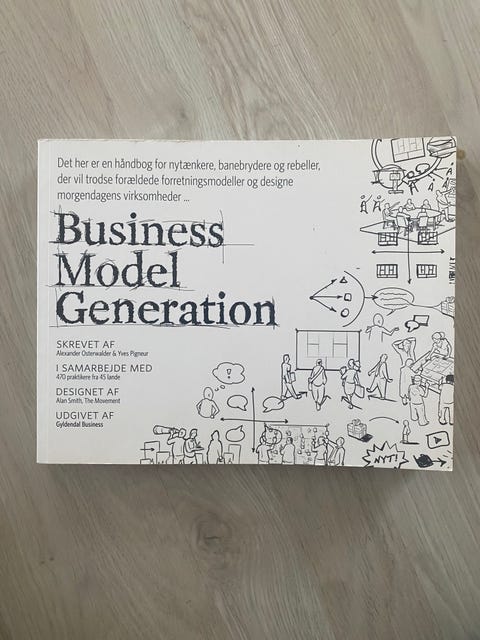 Det her er en håndbog for nytænkere, banebrydere og rebeller,
der vil trodse forældede forretningsmodeller og designe
morgendagens virksomheder ...
Business
Model
Generation
SKREVET AF
Alexander Osterwalder & Yves Pigneur
I SAMARBEJDE MED
470 praktikere fra 45 lande
DESIGNET AF
Alan Smith, The Movement
UDGIVET AF
Gyldendal Business
NYT!